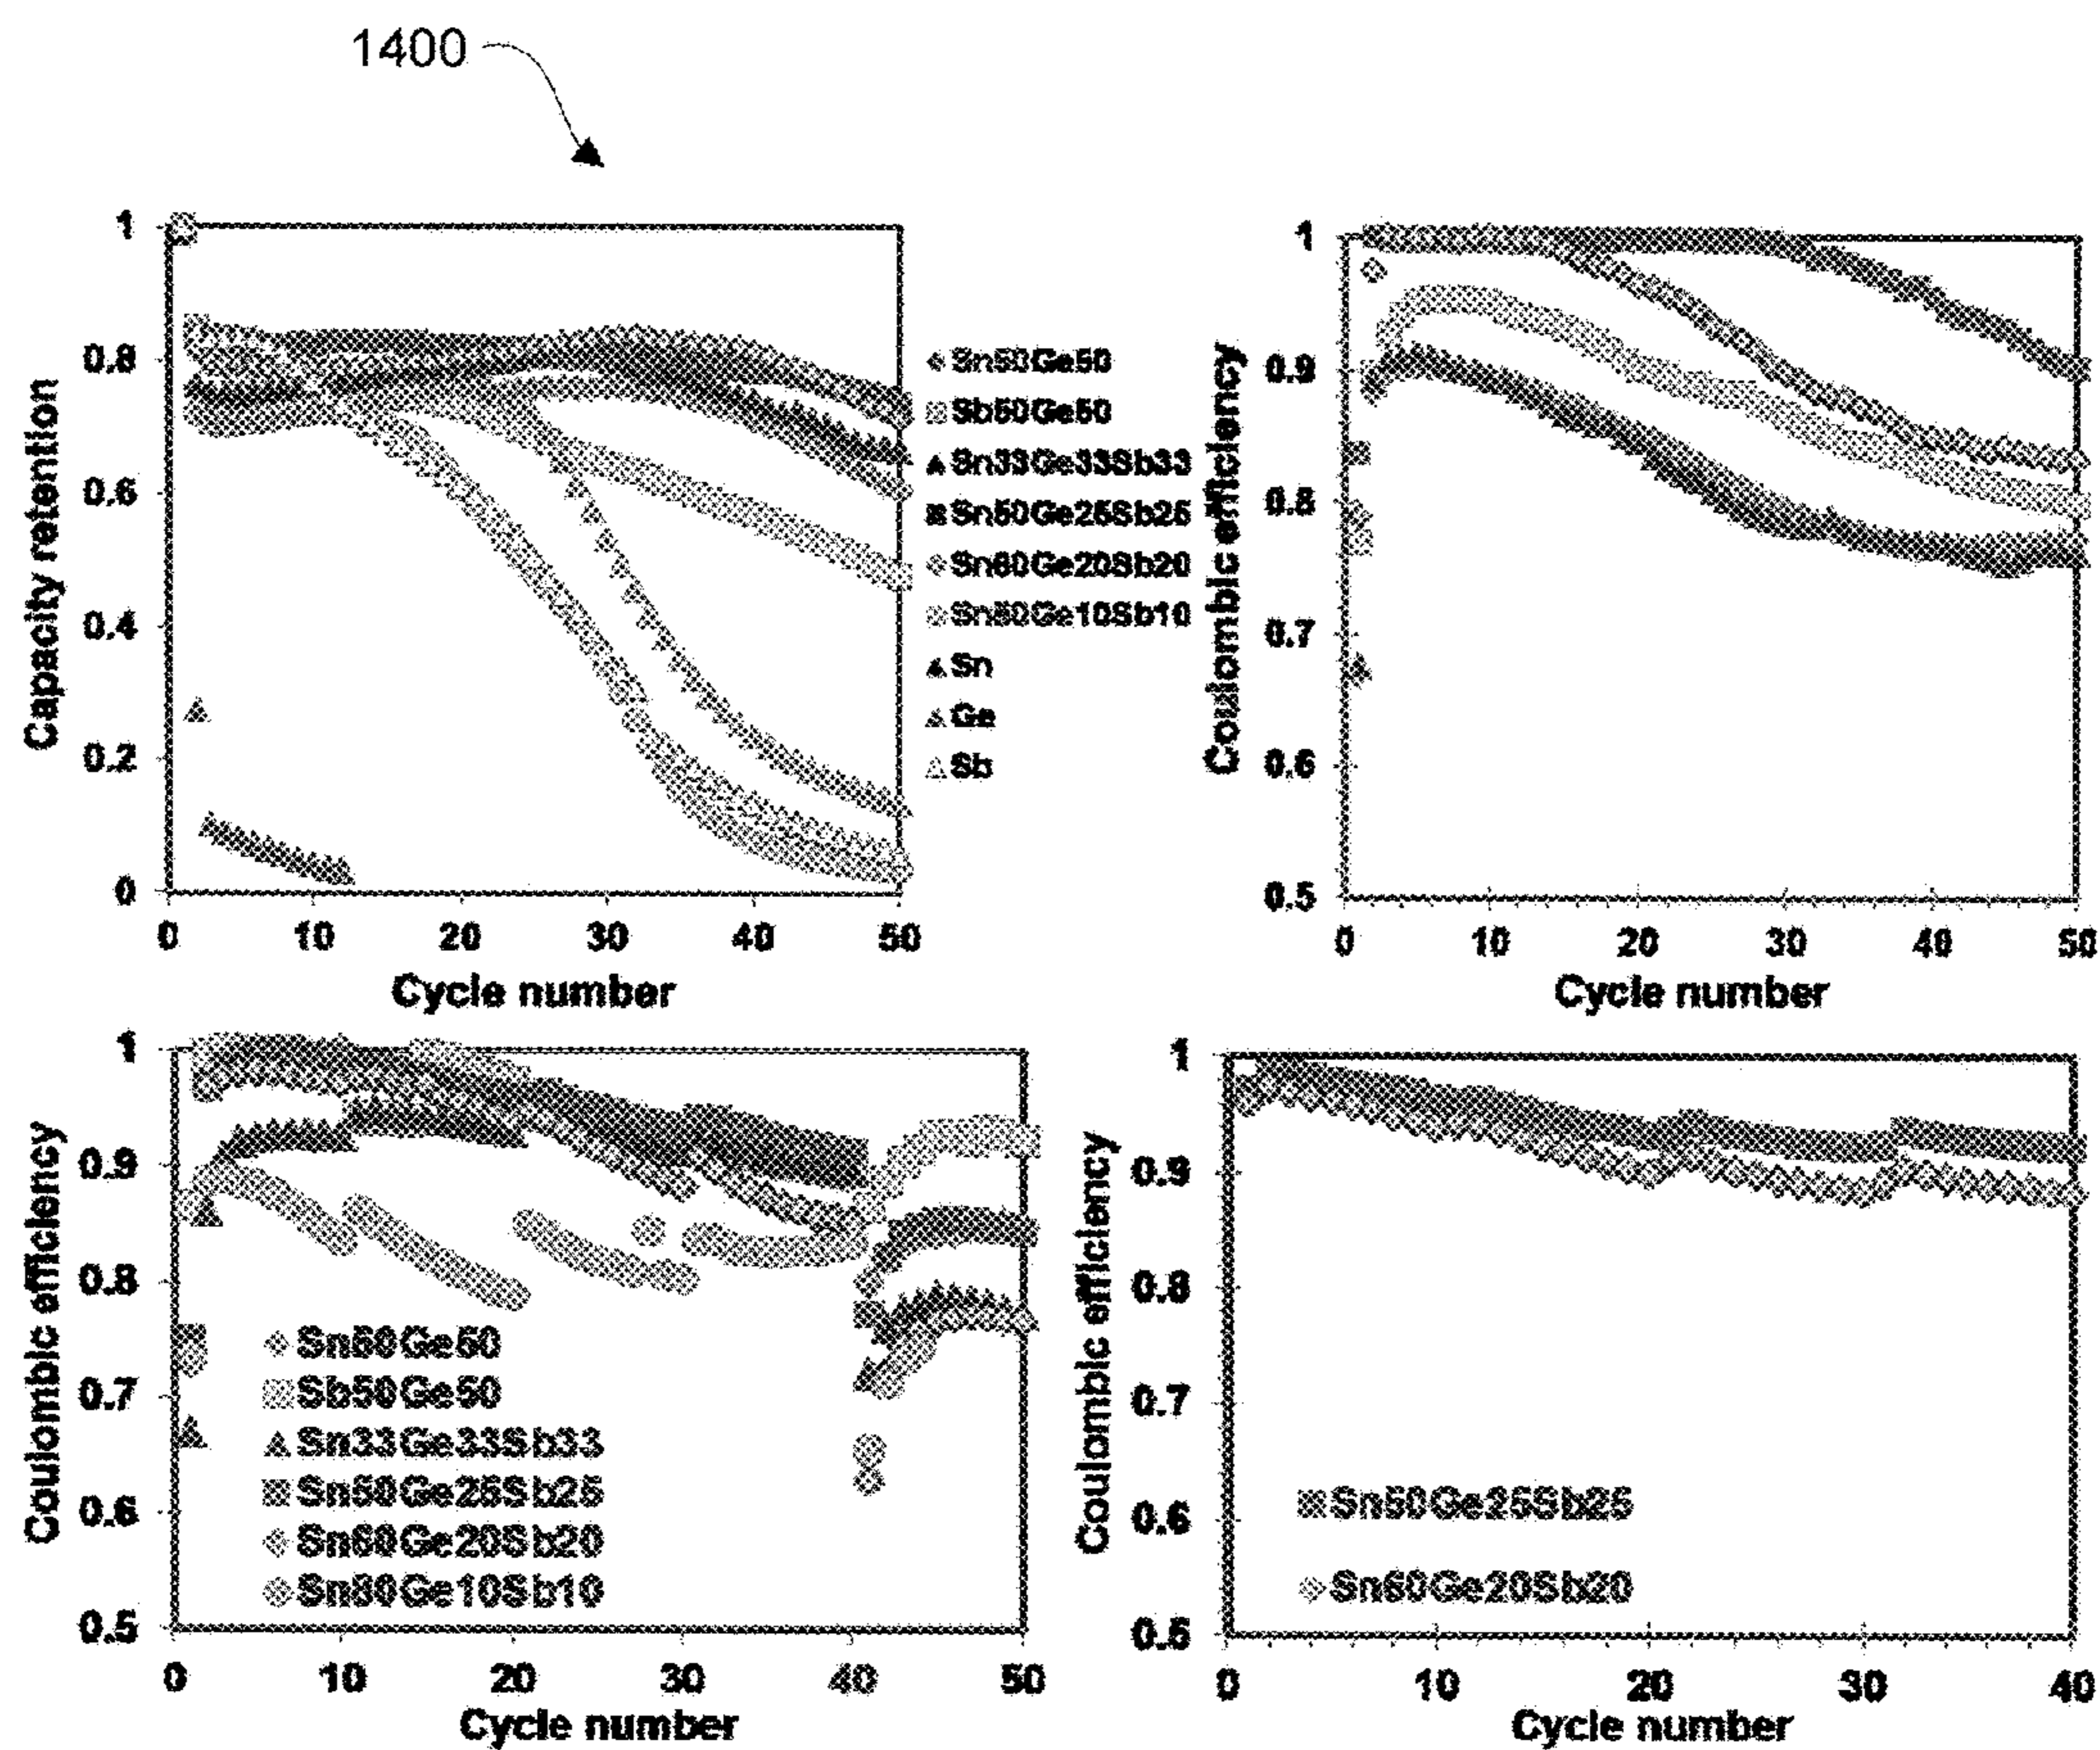 1400
1
0.8
0.6
0.4
0.2
0
0 10 20 30 40 50
Capacity retention
Cycle number
Sn50Ge50
Sb50Ge50
Sn33Ge33Sb33
Sn50Ge25Sb25
Sn60Ge20Sb20
Sn80Ge10Sb10
Sn
Ge
Sb
1
0.9
0.8
0.7
0.6
0.5
0 10 20 30 40 50
Coulombic efficiency
Cycle number
1
0.9
0.8
0.7
0.6
0.5
0 10 20 30 40 50
Coulombic efficiency
Cycle number
Sn50Ge50
Sb50Ge50
Sn33Ge33Sb33
Sn50Ge25Sb25
Sn60Ge20Sb20
Sn80Ge10Sb10
1
0.9
0.8
0.7
0.6
0.5
0 10 20 30 40
Coulombic efficiency
Cycle number
Sn50Ge25Sb25
Sn60Ge20Sb20